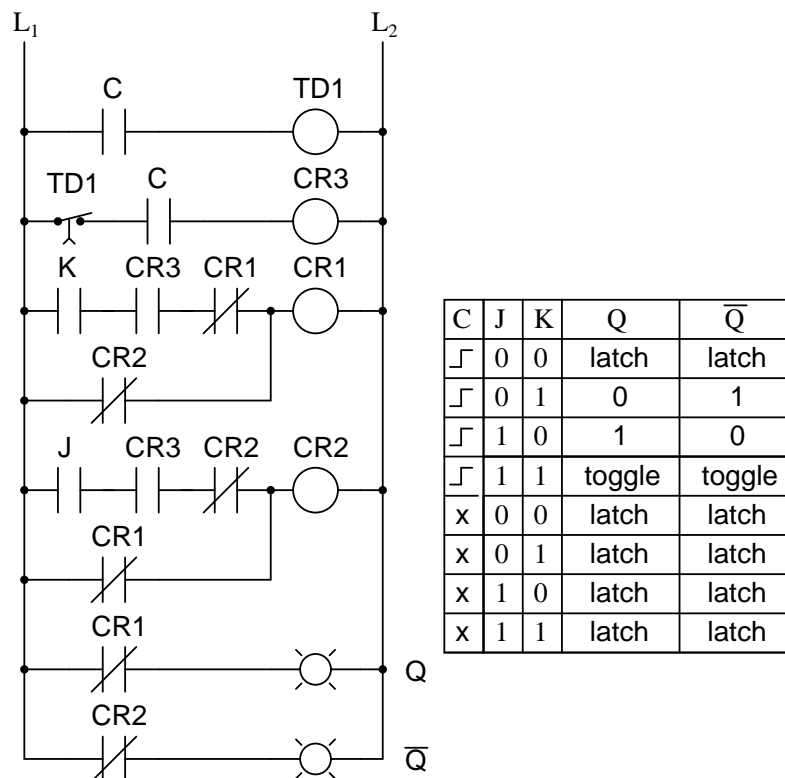 L1 L2
C TD1
TD1 C CR3
K CR3 CR1 CR1
CR2
J CR3 CR2 CR2
CR1
CR1
Q
CR2
Q̅
C J K Q Q̅
0 0 latch latch
0 1 0 1
1 0 1 0
1 1 toggle toggle
x 0 0 latch latch
x 0 1 latch latch
x 1 0 latch latch
x 1 1 latch latch